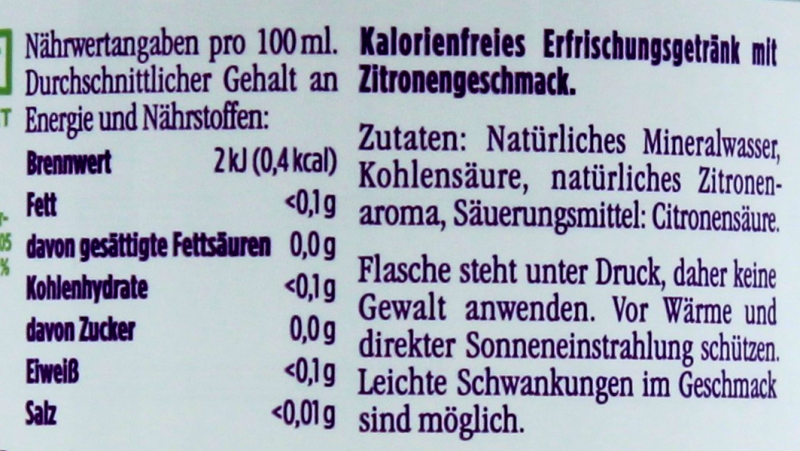 Nährwertangaben pro 100 ml.
Durchschnittlicher Gehalt an
Energie und Nährstoffen:
Brennwert 2 kJ (0,4 kcal)
Fett <0,1 g
davon gesättigte Fettsäuren 0,0 g
Kohlenhydrate <0,1 g
davon Zucker 0,0 g
Eiweiß <0,1 g
Salz <0,01 g
Kalorienfreies Erfrischungsgetränk mit
Zitronengeschmack.
Zutaten: Natürliches Mineralwasser,
Kohlensäure, natürliches Zitronen-
aroma, Säuerungsmittel: Citronensäure.
Flasche steht unter Druck, daher keine
Gewalt anwenden. Vor Wärme und
direkter Sonneneinstrahlung schützen.
Leichte Schwankungen im Geschmack
sind möglich.